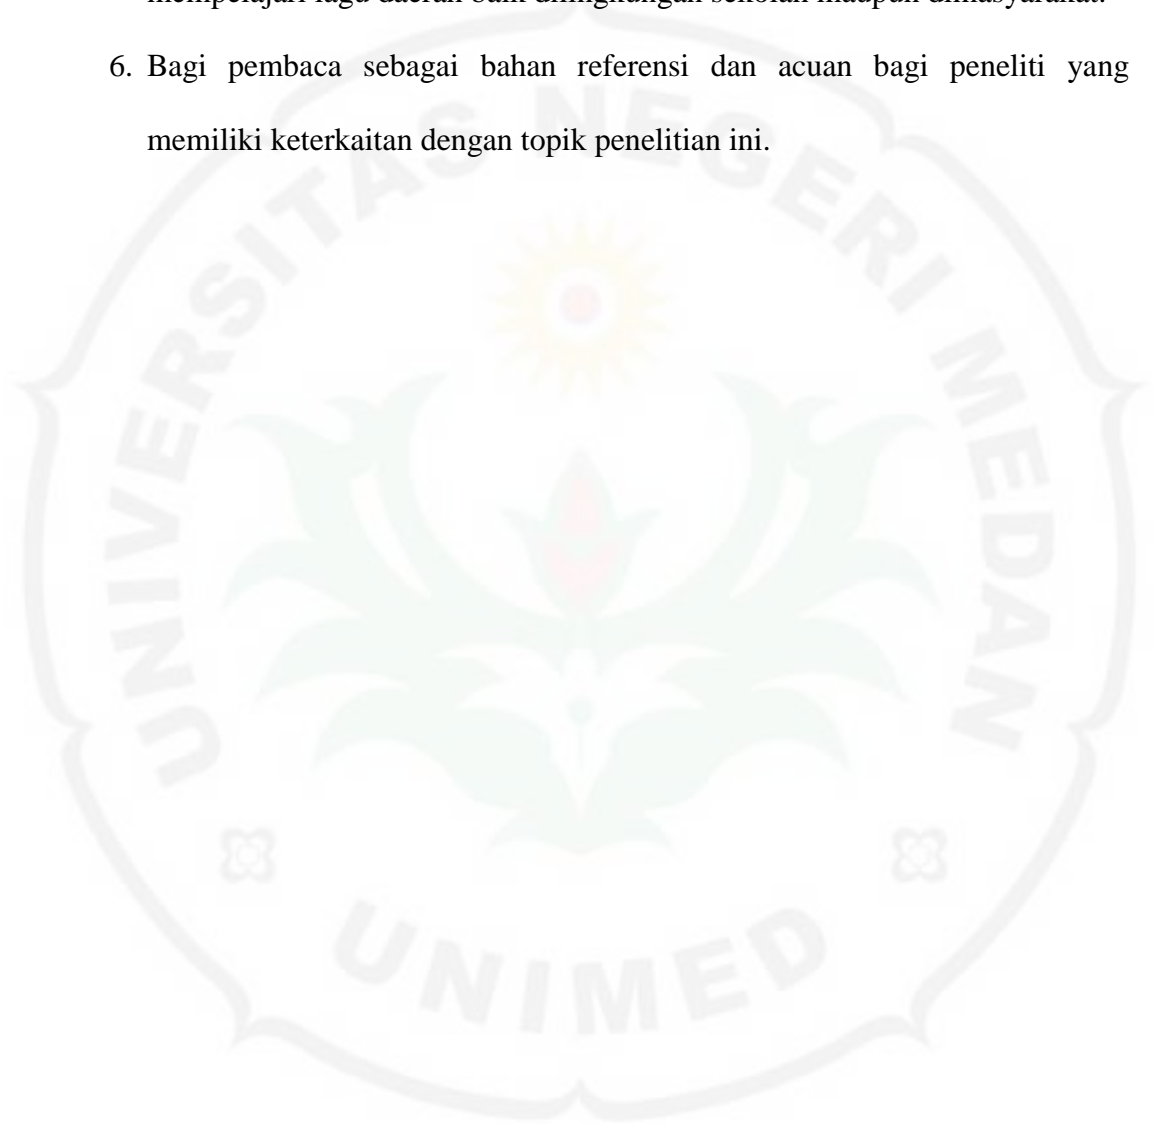 mempelajari lagu daerah baik dilingkungan sekolah maupun dimasyarakat.
6. Bagi pembaca sebagai bahan referensi dan acuan bagi peneliti yang
memiliki keterkaitan dengan topik penelitian ini.
UNIVERSITAS NEGERI MEDAN
UNIMED